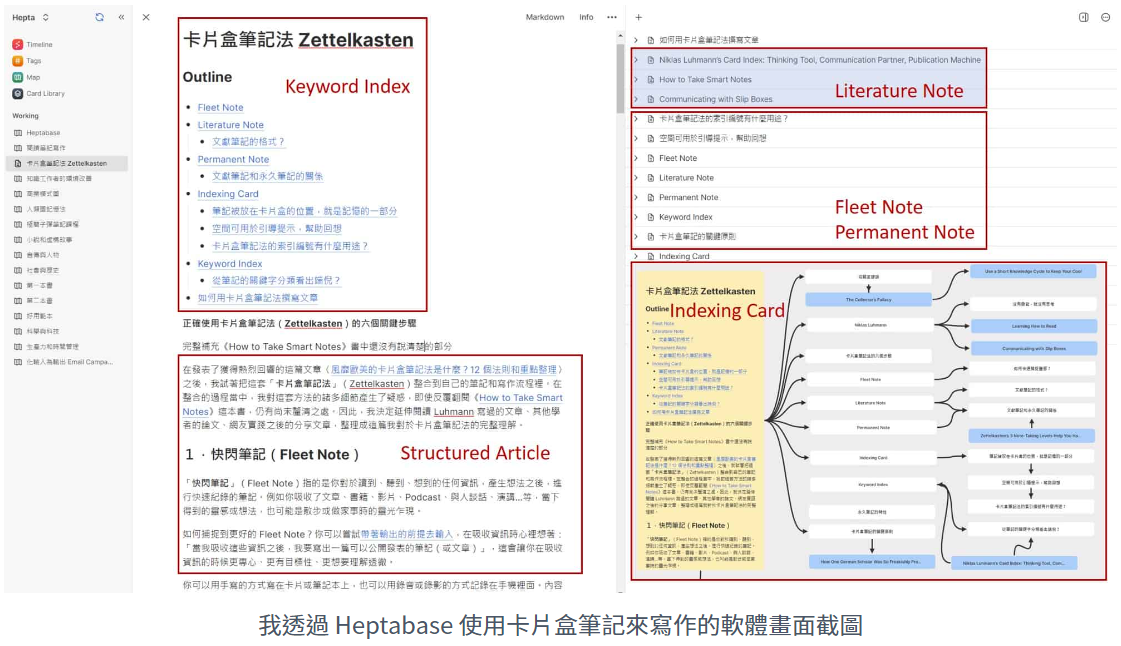 Hepta
Timeline
Tags
Map
Card Library
Working
Heptabase
閱讀筆記寫作
卡片盒筆記法 Zettelkasten
知識工作者的環境改善
商業模式圖
人類圖記憶性
小說和虛構故事
自傳與人物
社會與歷史
第一本書
第二本書
好用範本
科學與科技
生產力和時間管理
化輸入為輸出 Email Campa...
Markdown
Info
卡片盒筆記法 Zettelkasten
Outline
Keyword Index
Fleet Note
Literature Note
文獻筆記的格式？
Permanent Note
文獻筆記和永久筆記的關係
Indexing Card
筆記被放在卡片盒的位置，就是記憶的一部分
空間可用於引導提示，幫助回想
卡片盒筆記法的索引編號有什麼用途？
Keyword Index
從筆記的關鍵字分類看出端倪？
如何用卡片盒筆記法撰寫文章
正確使用卡片盒筆記法（Zettelkasten）的六個關鍵步驟
完整補充《How to Take Smart Notes》書中還沒有說清楚的部分
在發表了獲得熱烈回響的這篇文章（風靡歐美的卡片盒筆記法是什麼？12 個法則和重點整理）
之後，我試著把這套「卡片盒筆記法」（Zettelkasten）整合到自己的筆記和寫作流程裡，在
整合的過程當中，我對這套方法的諸多細節產生了疑惑，即使反覆翻閱《How to Take Smart
Notes》這本書，仍有尚未釐清之處。因此，我決定延伸閱讀 Luhmann 寫過的文章、其他學
者的論文、網友實踐之後的分享文章，整理成這篇我對於卡片盒筆記法的完整理解。
Structured Article
1．快閃筆記（Fleet Note）
「快閃筆記」（Fleet Note）指的是你對於讀到、聽到、想到的任何資訊，產生想法之後，進
行快速紀錄的筆記，例如你吸收了文章、書籍、影片、Podcast、與人談話、演講…等，當下
得到的靈感或想法，也可能是散步或做家事時的靈光乍現。
如何捕捉到更好的 Fleet Note？你可以嘗試帶著輸出的前提去輸入，在吸收資訊時心裡想著：
「當我吸收這些資訊之後，我要寫出一篇可以公開發表的筆記（或文章）」，這會讓你在吸收
資訊的時候更專心、更有目標性、更想要理解透徹。
你可以用手寫的方式寫在卡片或筆記本上，也可以用錄音或錄影的方式記錄在手機裡面。內容
如何用卡片盒筆記法撰寫文章
Niklas Luhmann's Card Index: Thinking Tool, Communication Partner, Publication Machine
How to Take Smart Notes
Communicating with Slip Boxes
Literature Note
卡片盒筆記法的索引編號有什麼用途？
空間可用於引導提示，幫助回想
Fleet Note
Literature Note
Permanent Note
Keyword Index
卡片盒筆記的關鍵原則
Fleet Note
Permanent Note
Indexing Card
卡片盒筆記法 Zettelkasten
Outline
Indexing Card
Fleet Note
Literature Note
Permanent Note
Indexing Card
Keyword Index
1．快閃筆記（Fleet Note）
The Collector's Fallacy
Niklas Luhmann
Fleet Note
Literature Note
Permanent Note
Indexing Card
Keyword Index
How One German Scholar Was So Freakishly Pro...
Use a Short Knowledge Cycle to Keep Your Cool
Learning How to Read
Communicating with Slip Boxes
Zettelkasten's 3 Note-Taking Levels Help You Ha...
Niklas Luhmann's Card Index: Thinking Tool, Com...
我透過 Heptabase 使用卡片盒筆記來寫作的軟體畫面截圖